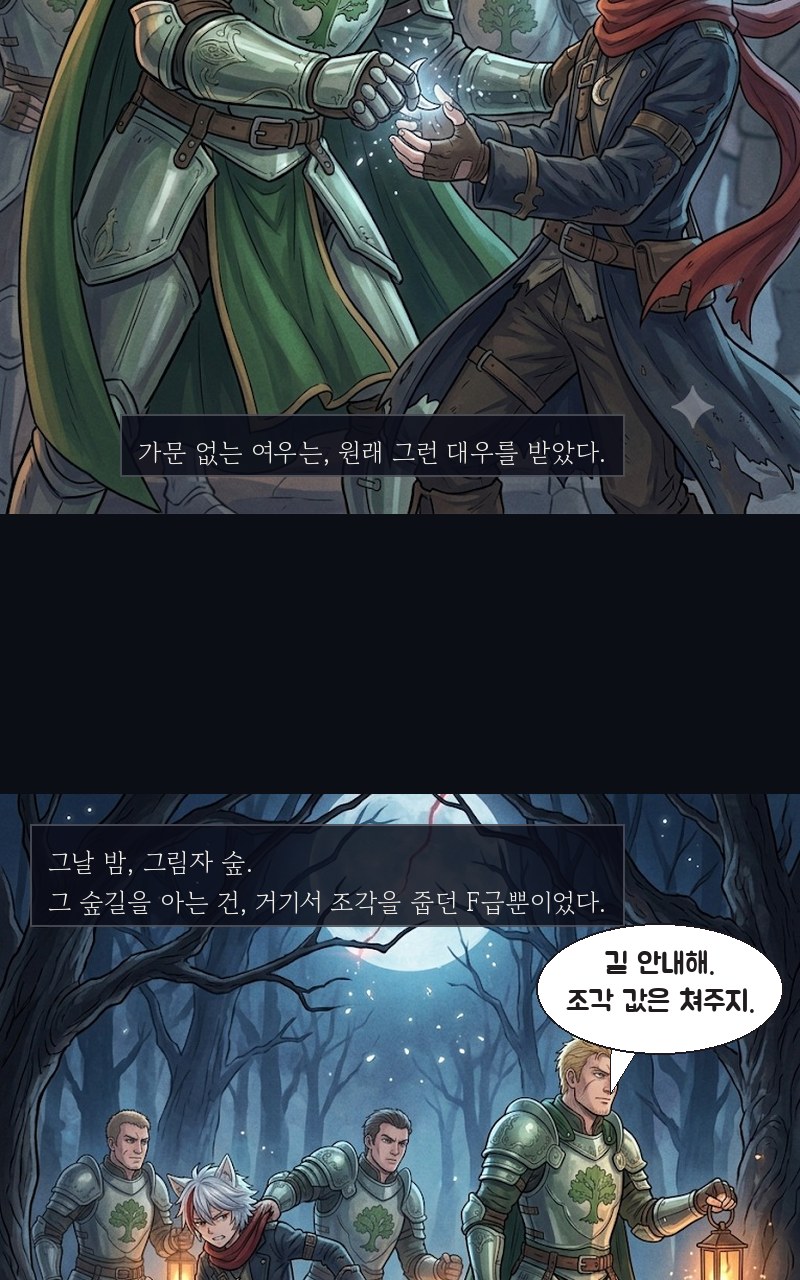 가문 없는 여우는, 원래 그런 대우를 받았다.
그날 밤, 그림자 숲.
그 숲길을 아는 건, 거기서 조각을 줍던 F급뿐이었다.
길 안내해.
조각 값은 쳐주지.